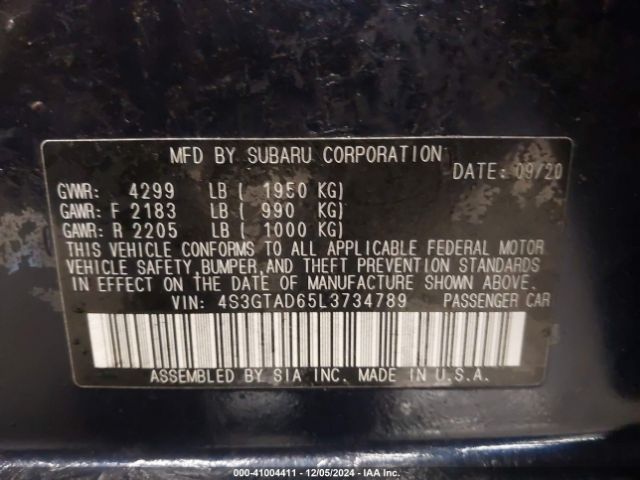 MFD BY SUBARU CORPORATION
DATE: 09/20
GVWR: 4299 LB ( 1950 KG)
GAWR: F 2183 LB ( 990 KG)
GAWR: R 2205 LB ( 1000 KG)
THIS VEHICLE CONFORMS TO ALL APPLICABLE FEDERAL MOTOR
VEHICLE SAFETY, BUMPER, AND THEFT PREVENTION STANDARDS
IN EFFECT ON THE DATE OF MANUFACTURE SHOWN ABOVE.
VIN: 4S3GTAD65L3734789 PASSENGER CAR
ASSEMBLED BY SIA INC. MADE IN U.S.A.
000-41004411 - 12/05/2024 - IAA Inc.